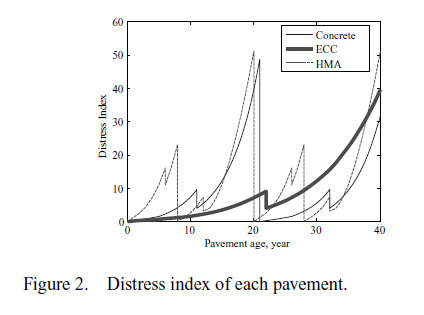 60
50
40
30
20
10
0
Distress Index
Concrete
ECC
HMA
0 10 20 30 40
Pavement age, year
Figure 2. Distress index of each pavement.